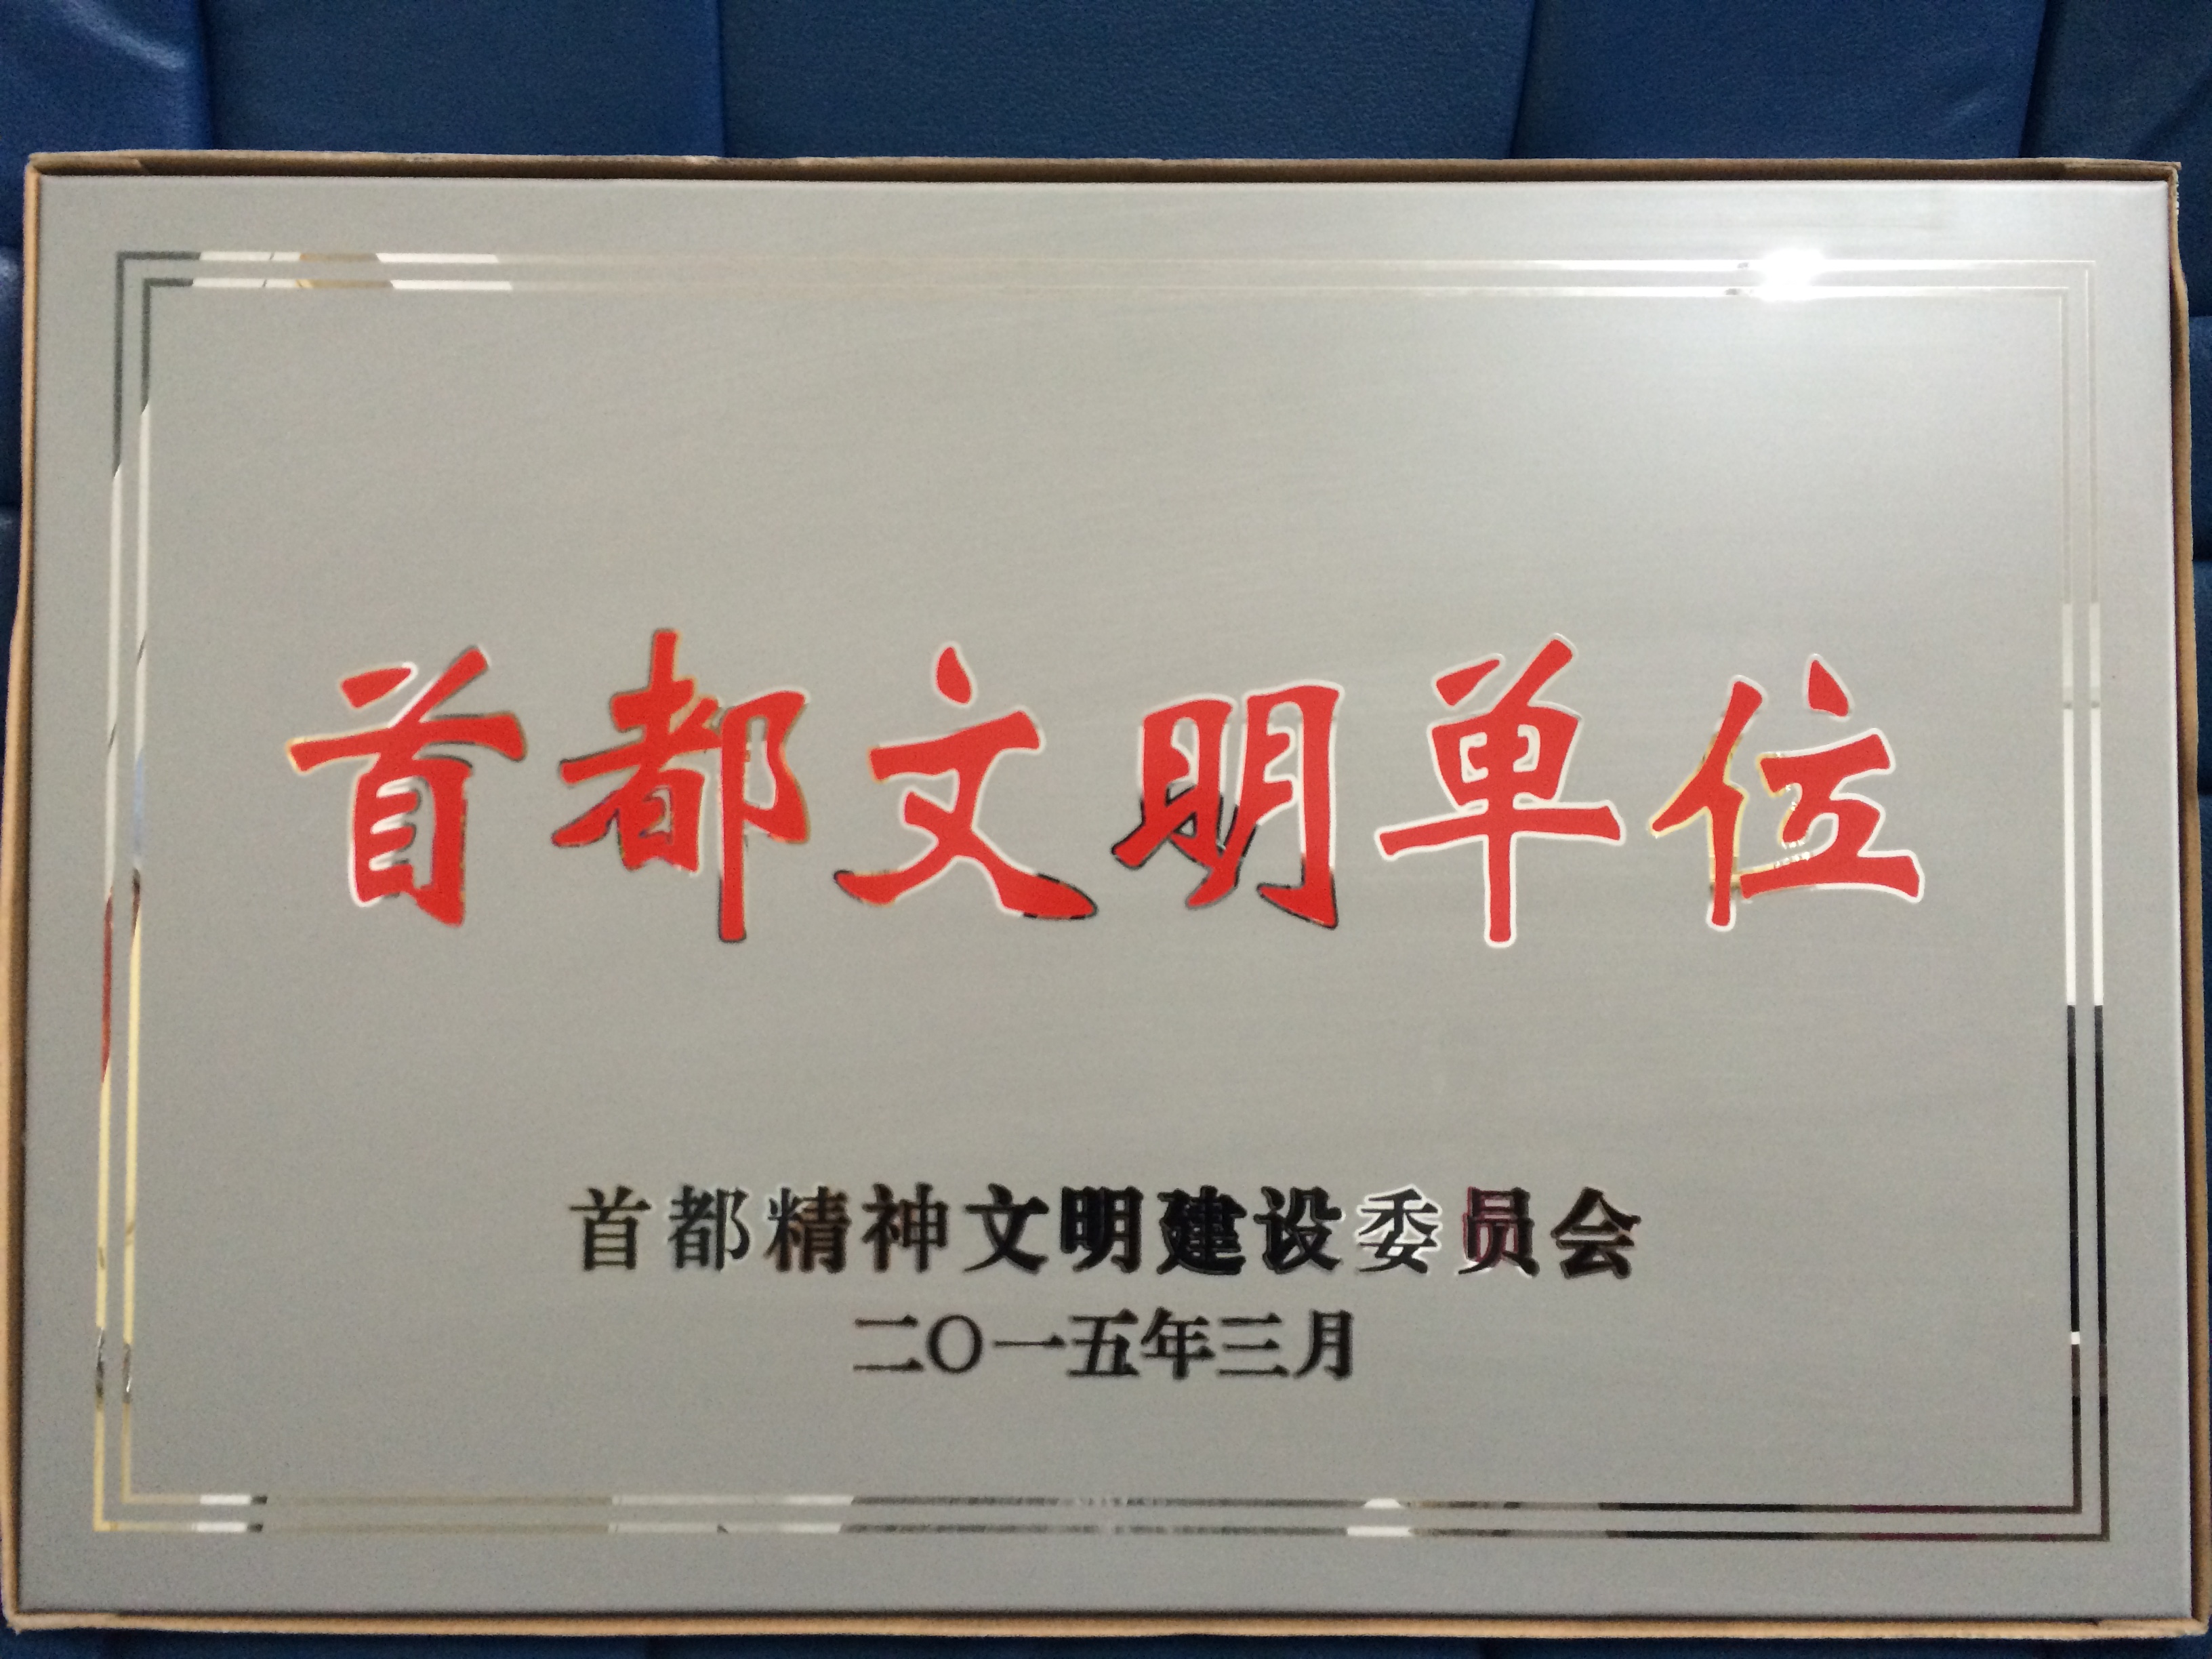 首都文明单位
首都精神文明建设委员会
二〇一五年三月